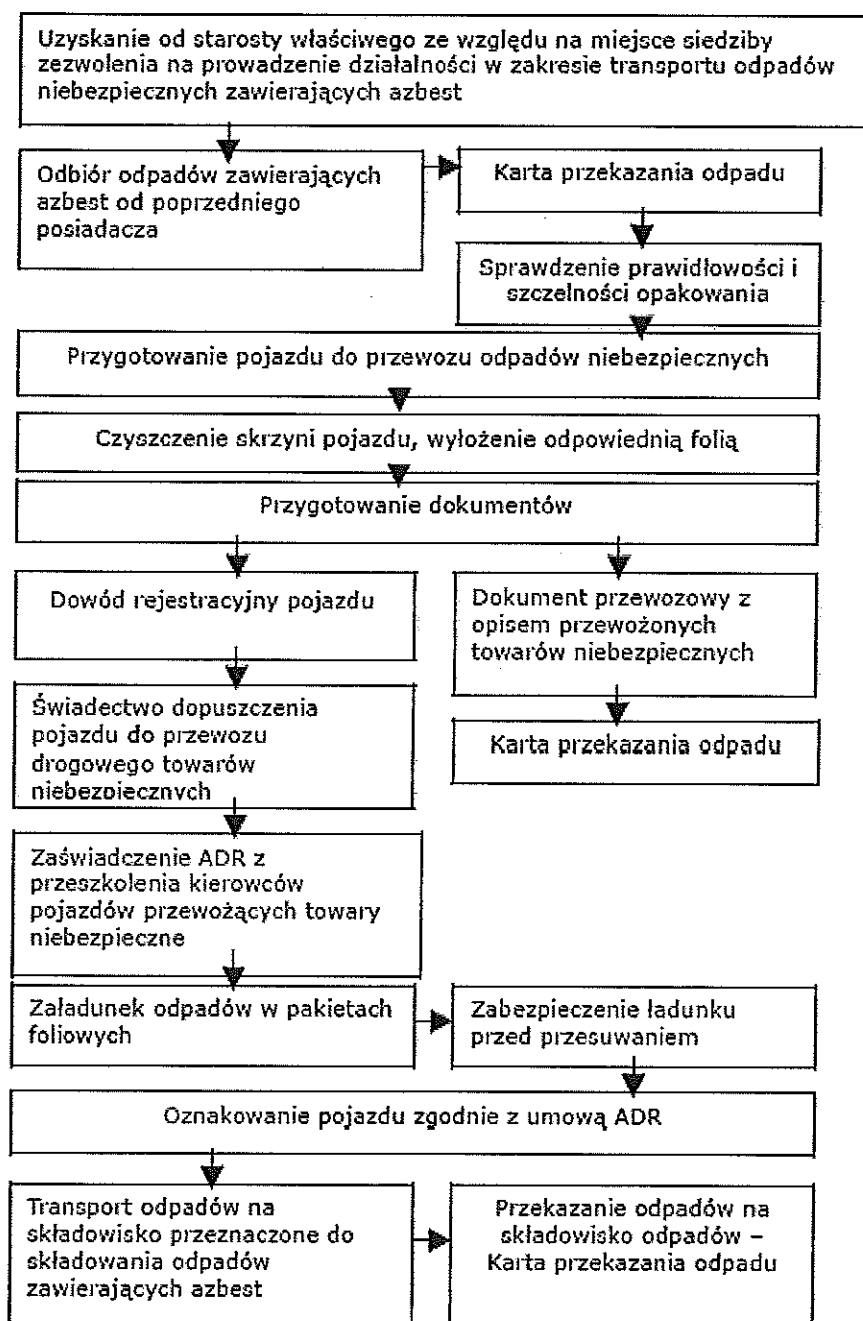 Uzyskanie od starosty właściwego ze względu na miejsce siedziby
zezwolenia na prowadzenie działalności w zakresie transportu odpadów
niebezpiecznych zawierających azbest
Odbiór odpadów zawierających
azbest od poprzedniego
posiadacza
Karta przekazania odpadu
Sprawdzenie prawidłowości i
szczelności opakowania
Przygotowanie pojazdu do przewozu odpadów niebezpiecznych
Czyszczenie skrzyni pojazdu, wyłożenie odpowiednią folią
Przygotowanie dokumentów
Dowód rejestracyjny pojazdu
Dokument przewozowy z
opisem przewożonych
towarów niebezpiecznych
Świadectwo dopuszczenia
pojazdu do przewozu
drogowego towarów
niebezpiecznych
Karta przekazania odpadu
Zaświadczenie ADR z
przeszkolenia kierowców
pojazdów przewożących towary
niebezpieczne
Załadunek odpadów w pakietach
foliowych
Zabezpieczenie ładunku
przed przesuwaniem
Oznakowanie pojazdu zgodnie z umową ADR
Transport odpadów na
składowisko przeznaczone do
składowania odpadów
zawierających azbest
Przekazanie odpadów na
składowisko odpadów –
Karta przekazania odpadu